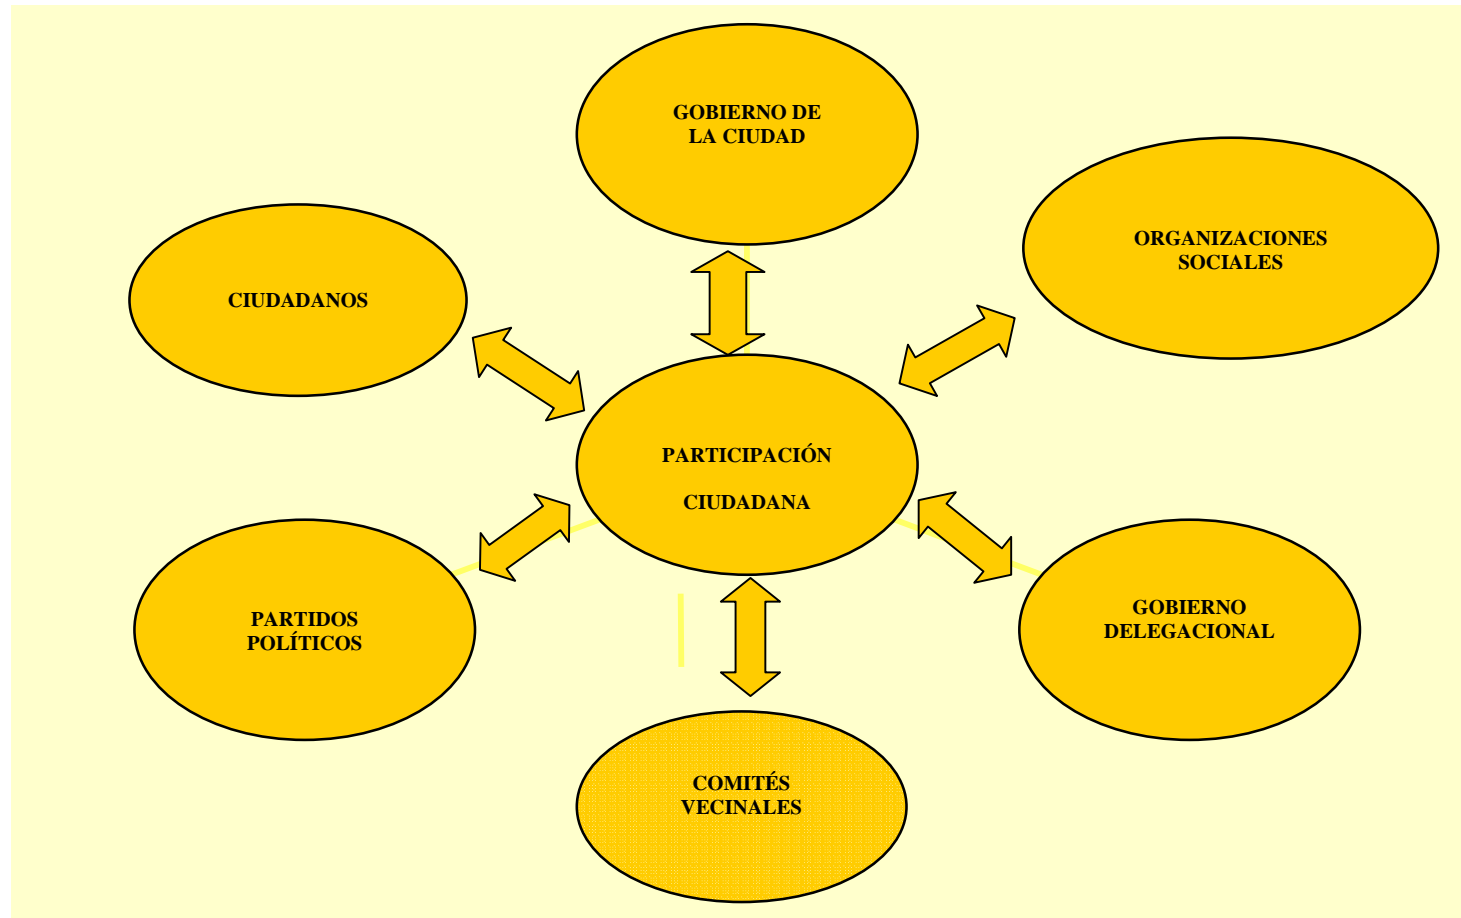 GOBIERNO DE
LA CIUDAD
ORGANIZACIONES
SOCIALES
CIUDADANOS
PARTICIPACIÓN
CIUDADANA
PARTIDOS
POLÍTICOS
GOBIERNO
DELEGACIONAL
COMITÉS
VECINALES